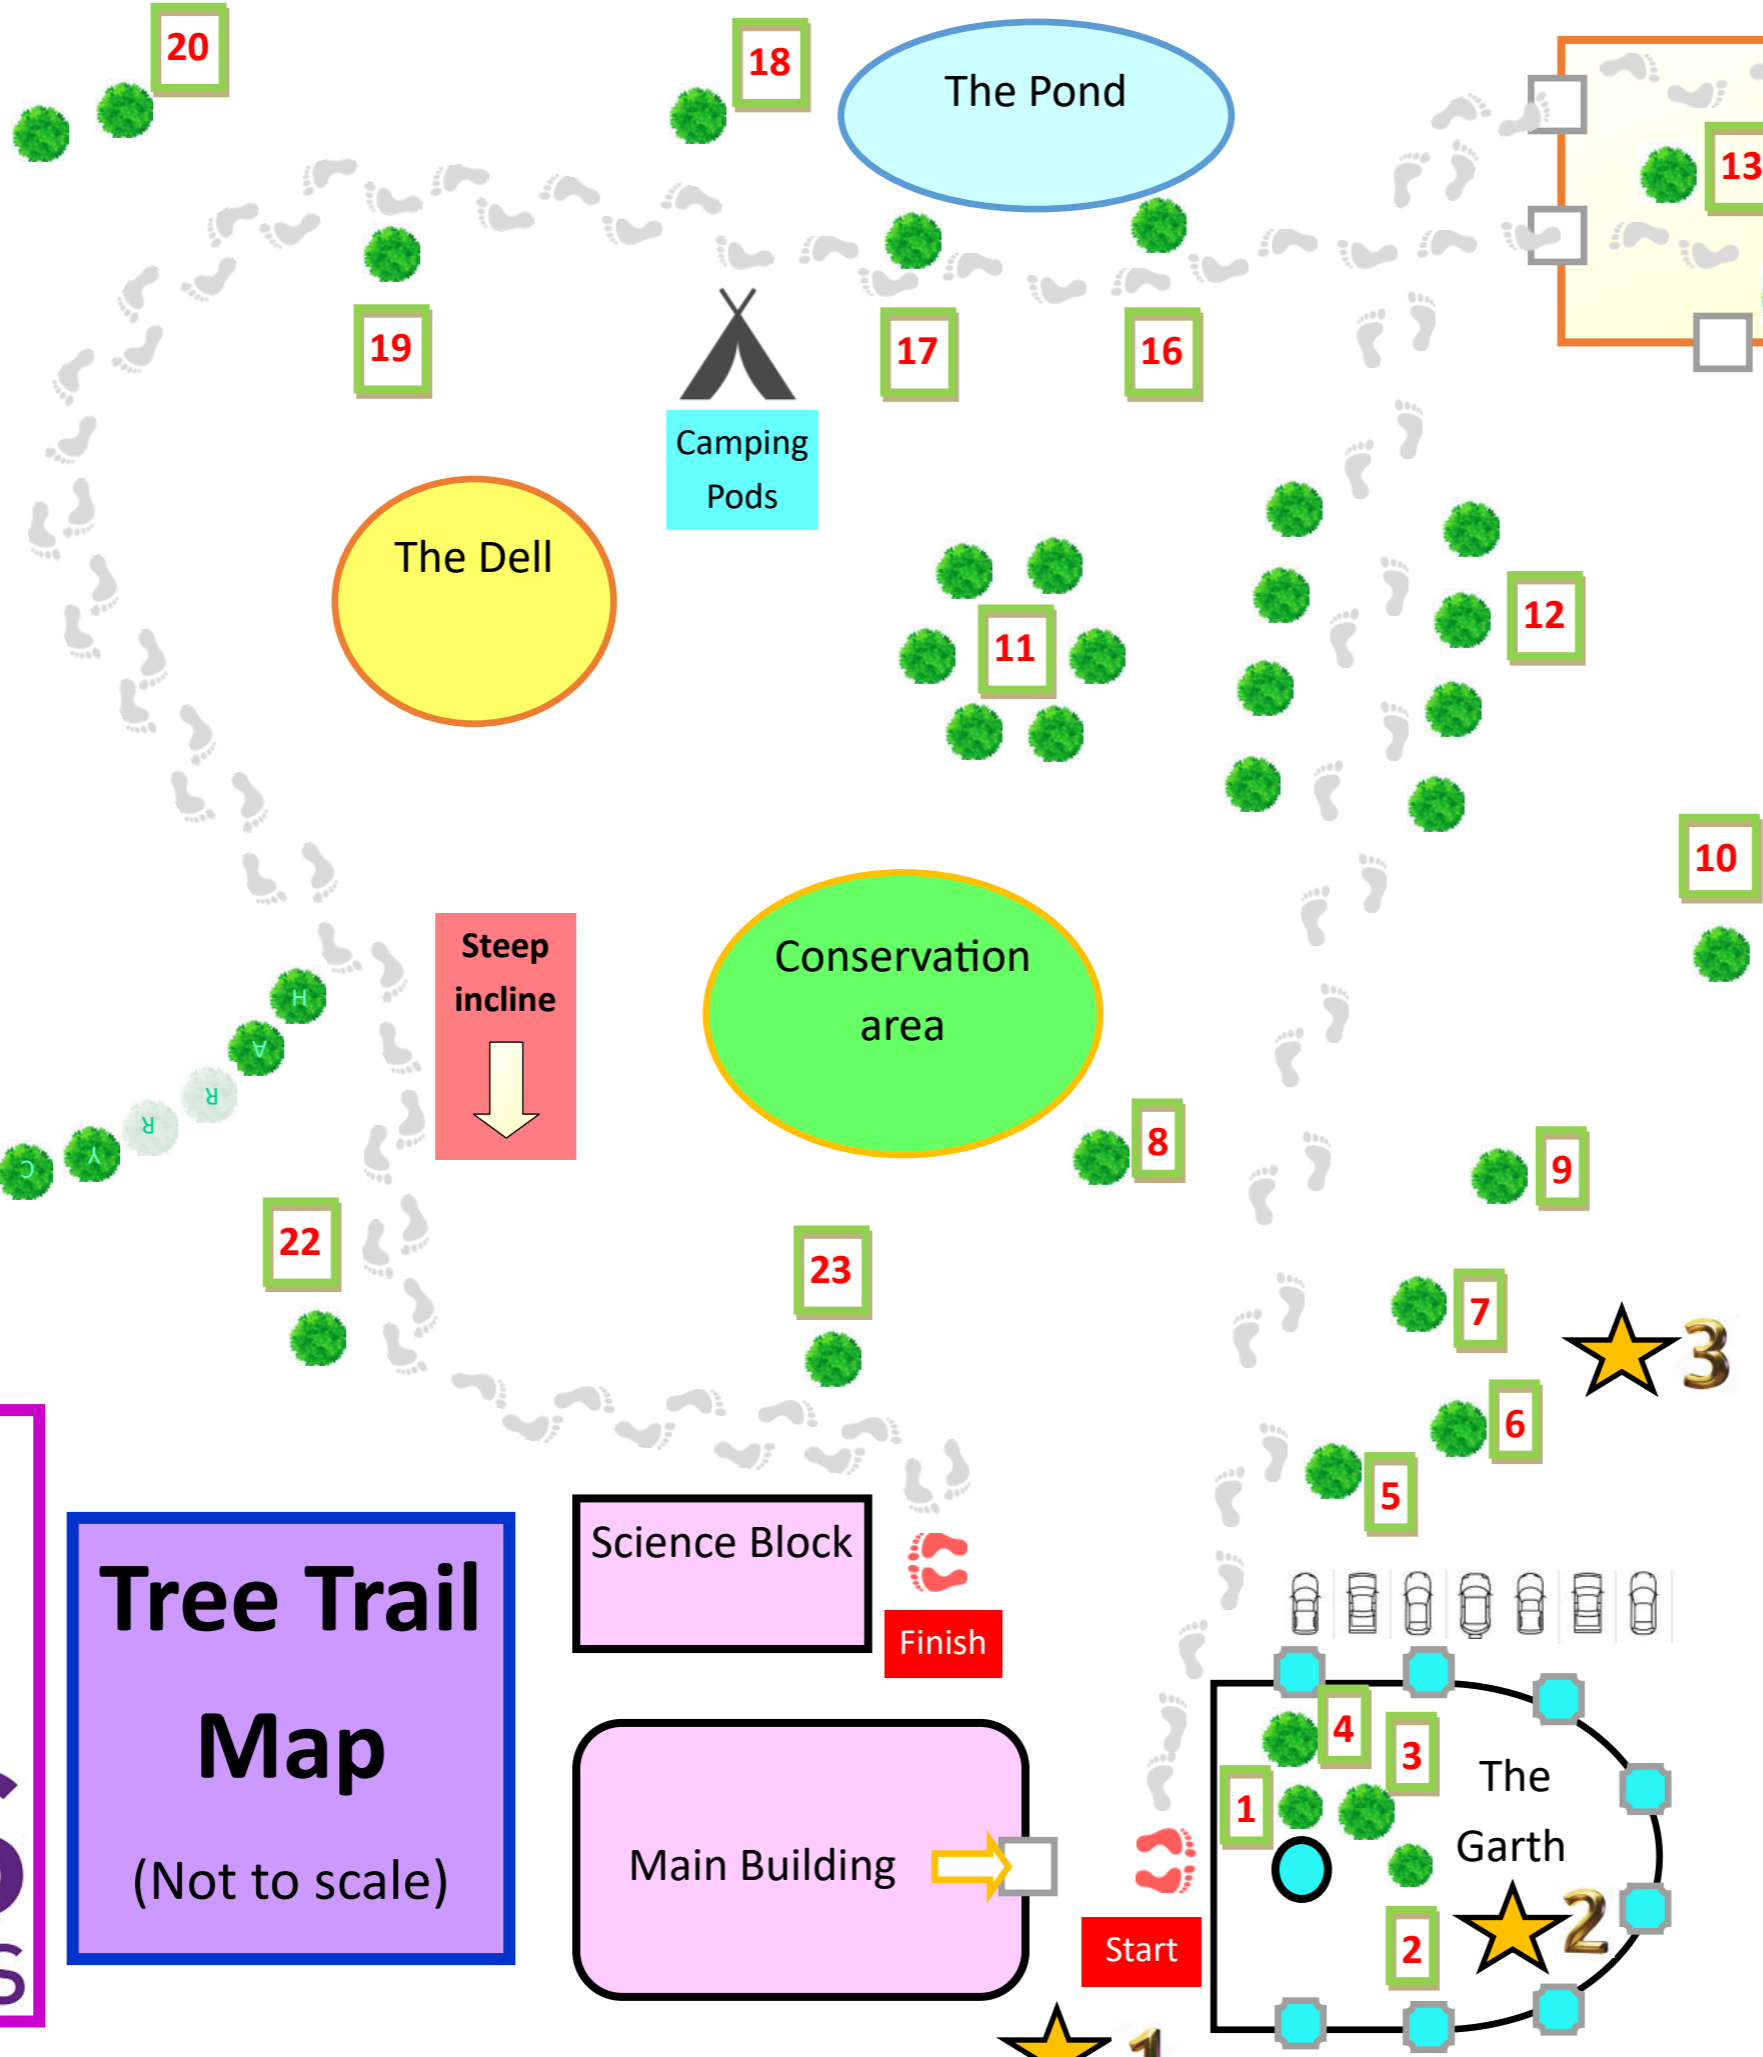 20
18
The Pond
13
19
17
16
Camping
Pods
The Dell
11
12
10
Steep
incline
Conservation
area
H
A
R
R
Y
C
8
9
22
23
7
3
6
5
Science Block
Finish
Tree Trail
Map
(Not to scale)
4
3
1
The
Garth
Main Building
Start
2
2
1
S